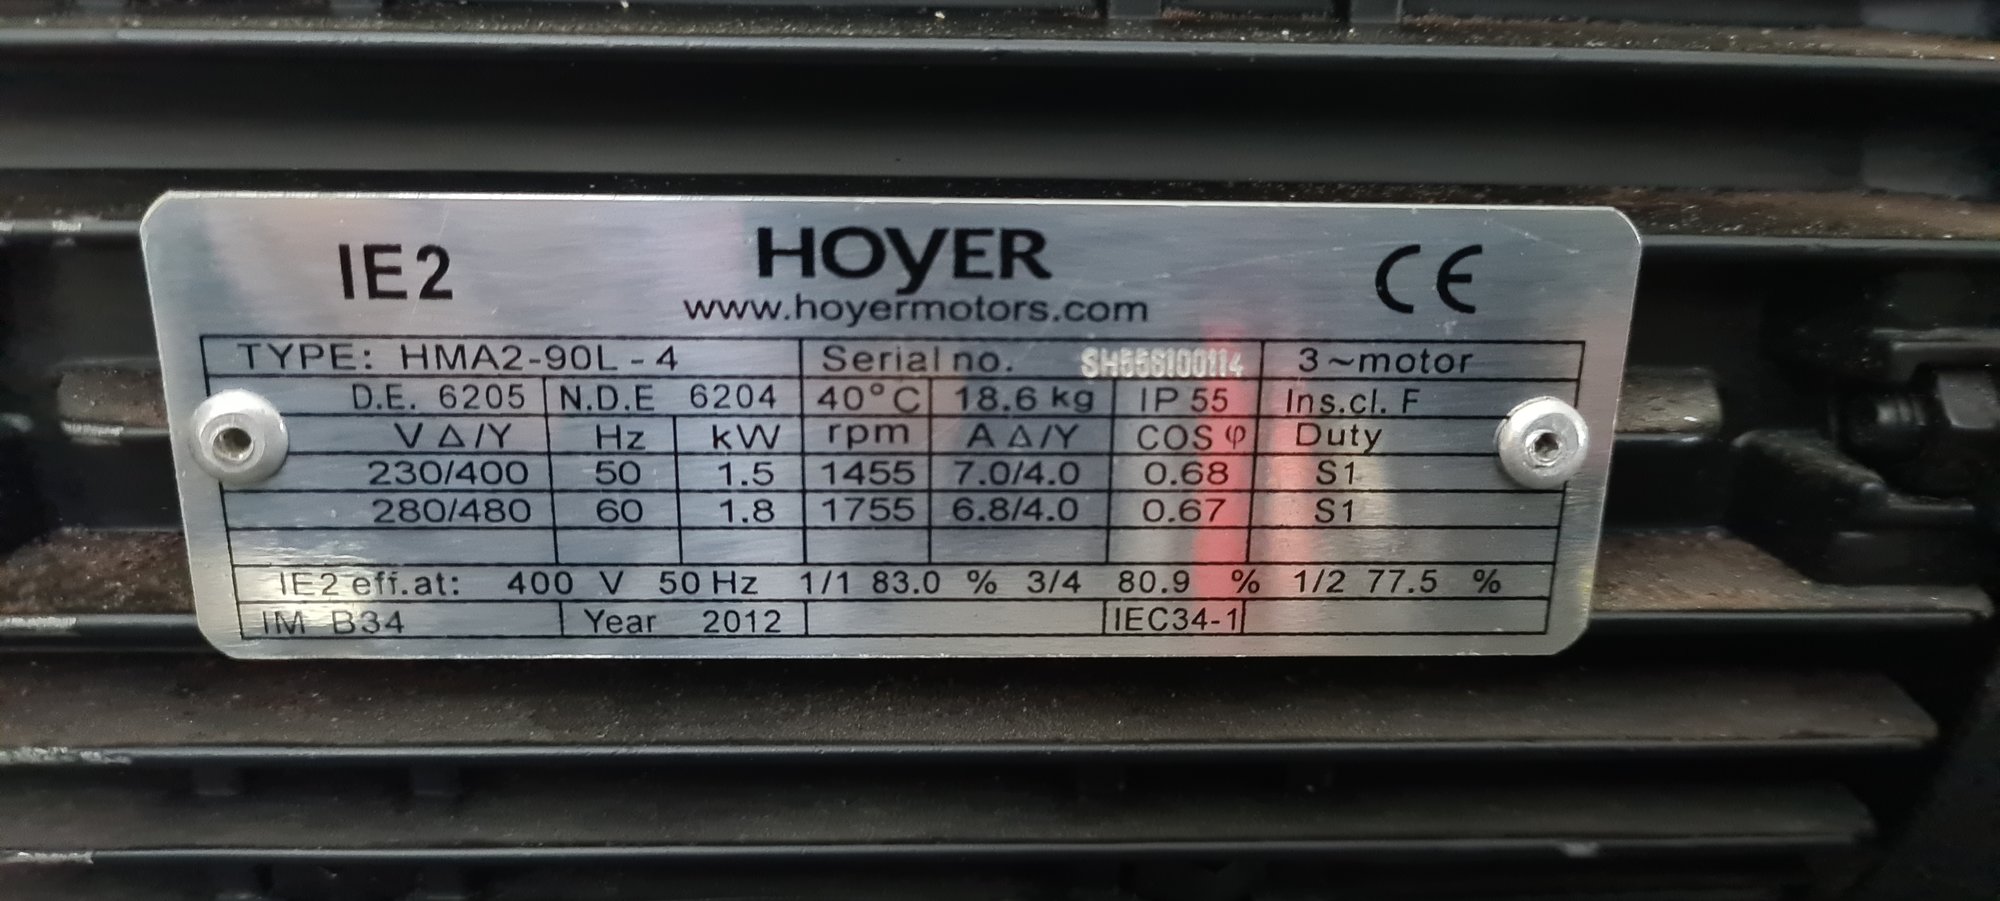 IE2 HOYER CE
www.hoyermotors.com
TYPE: HMA2-90L-4 Serial no. 3~motor
D.E. 6205 N.D.E 6204 40°C 18.6 kg IP 55 Ins.cl. F
V Δ/Y Hz kW rpm A Δ/Y COS φ Duty
230/400 50 1.5 1455 7.0/4.0 0.68 S1
280/480 60 1.8 1755 6.8/4.0 0.67 S1
IE2 eff.at: 400 V 50 Hz 1/1 83.0 % 3/4 80.9 % 1/2 77.5 %
IM B34 Year 2012 IEC34-1